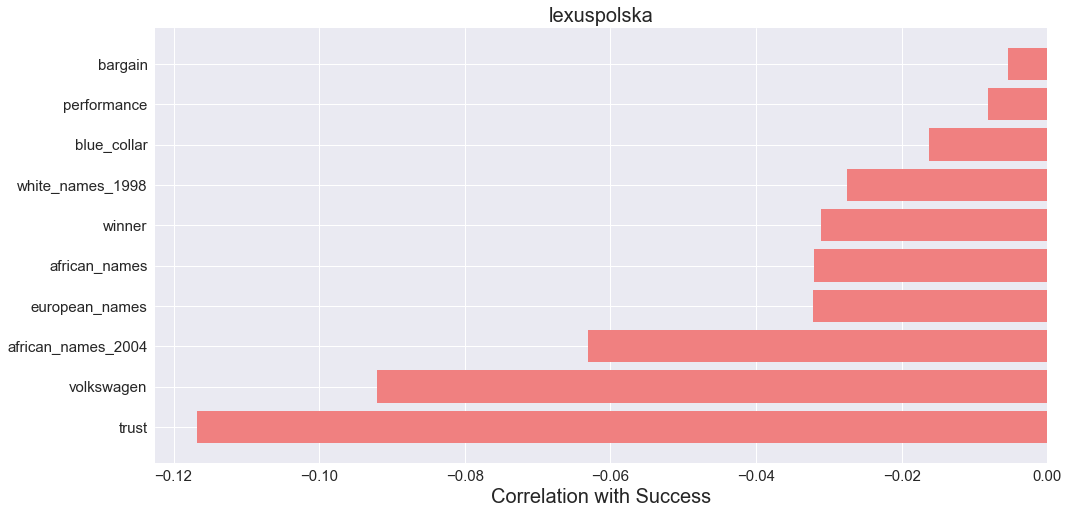 lexuspolska
bargain
performance
blue_collar
white_names_1998
winner
african_names
european_names
african_names_2004
volkswagen
trust
−0.12 −0.10 −0.08 −0.06 −0.04 −0.02 0.00
Correlation with Success